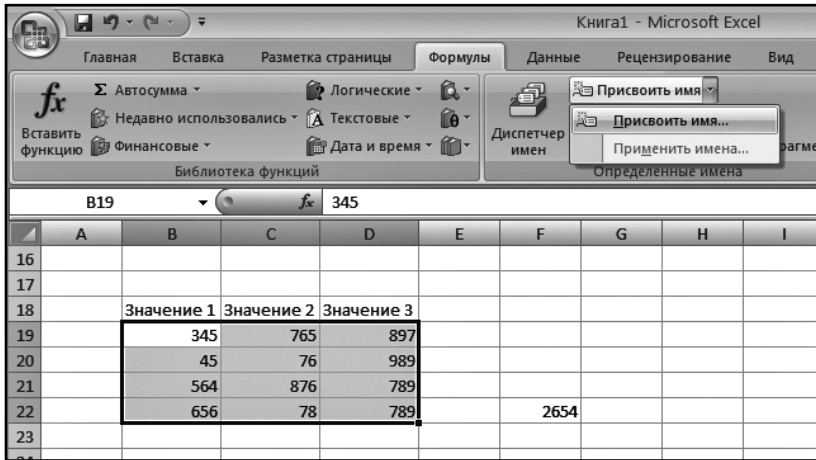 Книга1 - Microsoft Excel
Главная Вставка Разметка страницы Формулы Данные Рецензирование Вид
fx Вставить функцию
Σ Автосумма
Недавно использовались
Финансовые
Логические
Текстовые
Дата и время
Библиотека функций
Диспетчер имен
Присвоить имя
Присвоить имя...
Применить имена...
Определенные имена
B19 fx 345
A B C D E F G H I
16
17
18 Значение 1 Значение 2 Значение 3
19 345 765 897
20 45 76 989
21 564 876 789
22 656 78 789 2654
23